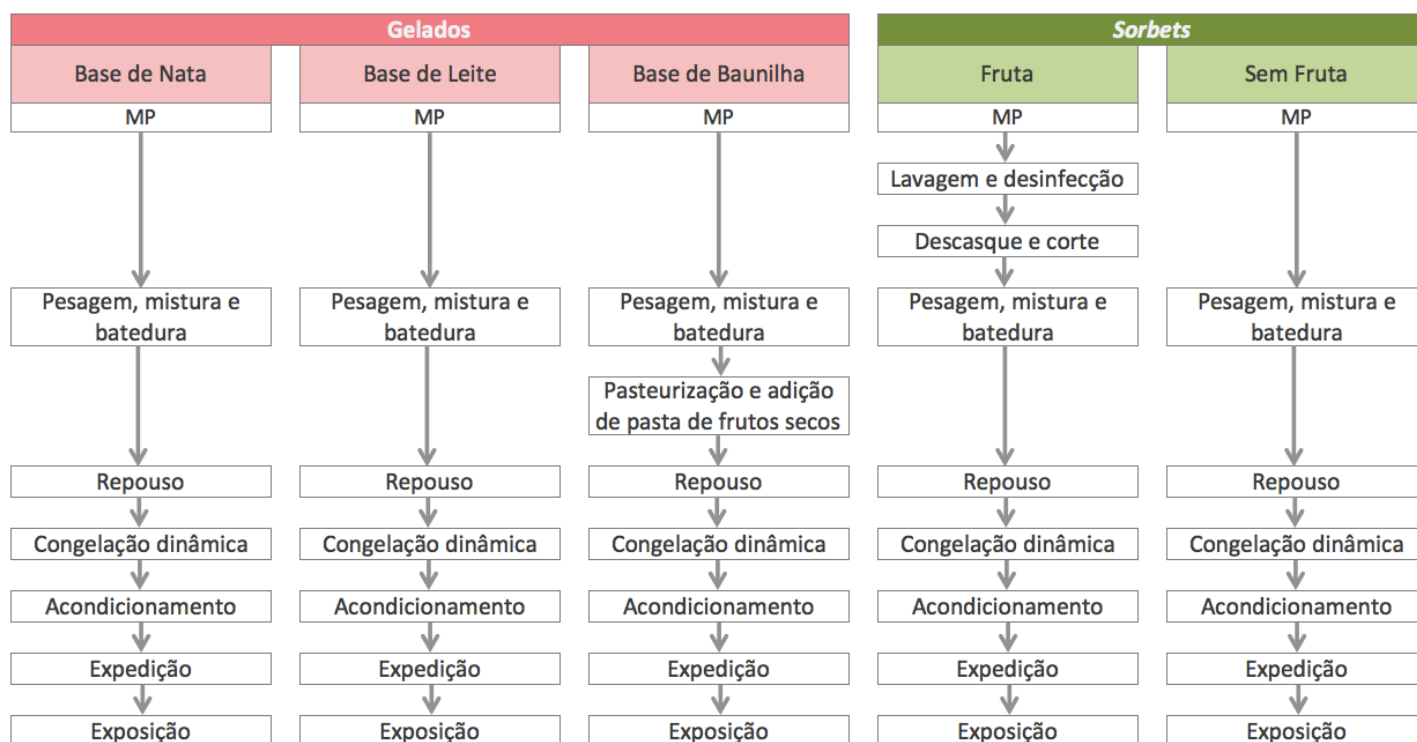 Gelados
Sorbets
Base de Nata
Base de Leite
Base de Baunilha
Fruta
Sem Fruta
MP
MP
MP
MP
MP
Lavagem e desinfecção
Descasque e corte
Pesagem, mistura e
batedura
Pesagem, mistura e
batedura
Pesagem, mistura e
batedura
Pesagem, mistura e
batedura
Pesagem, mistura e
batedura
Pasteurização e adição
de pasta de frutos secos
Repouso
Repouso
Repouso
Repouso
Repouso
Congelação dinâmica
Congelação dinâmica
Congelação dinâmica
Congelação dinâmica
Congelação dinâmica
Acondicionamento
Acondicionamento
Acondicionamento
Acondicionamento
Acondicionamento
Expedição
Expedição
Expedição
Expedição
Expedição
Exposição
Exposição
Exposição
Exposição
Exposição